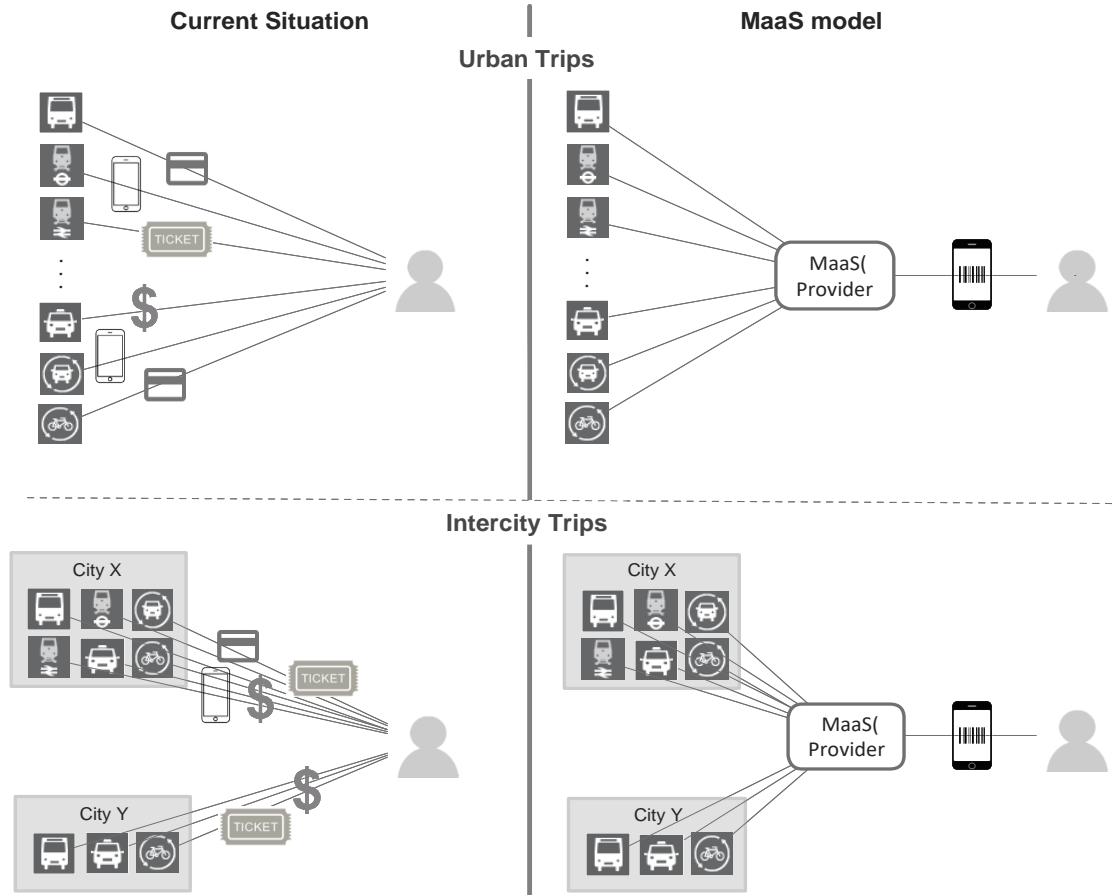 Current Situation
MaaS model
Urban Trips
TICKET
MaaS(
Provider
Intercity Trips
City X
TICKET
City Y
TICKET
City X
MaaS(
Provider
City Y